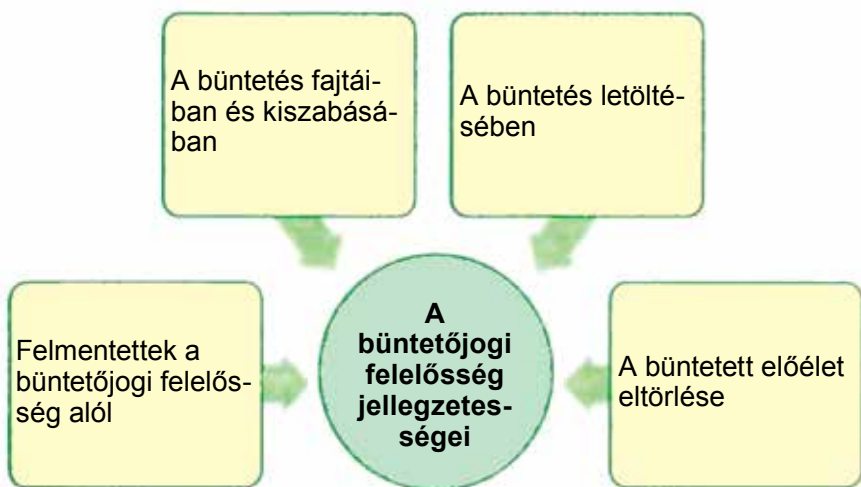 A büntetés fajtái-
ban és kiszabásá-
ban
A büntetés letölté-
sében
Felmentettek a
büntetőjogi felelős-
ség alól
A
büntetőjogi
felelősség
jellegzetes-
ségei
A büntetett előélet
eltörlése